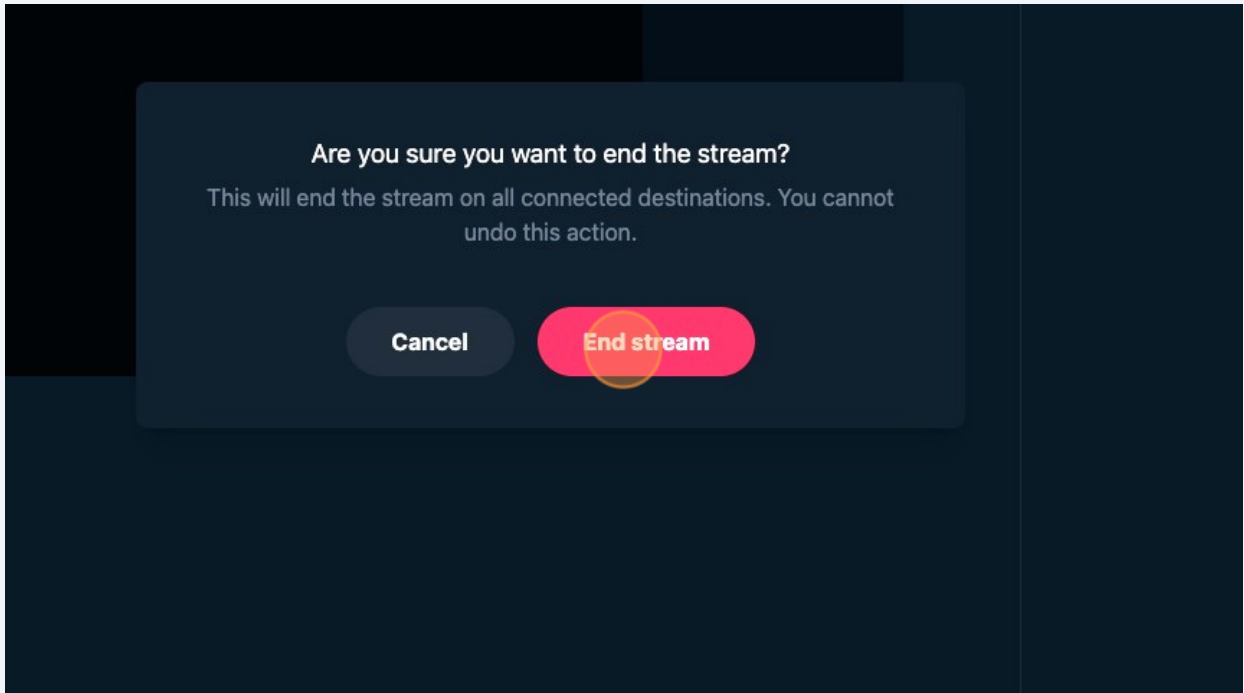 Are you sure you want to end the stream?
This will end the stream on all connected destinations. You cannot
undo this action.
Cancel
End stream